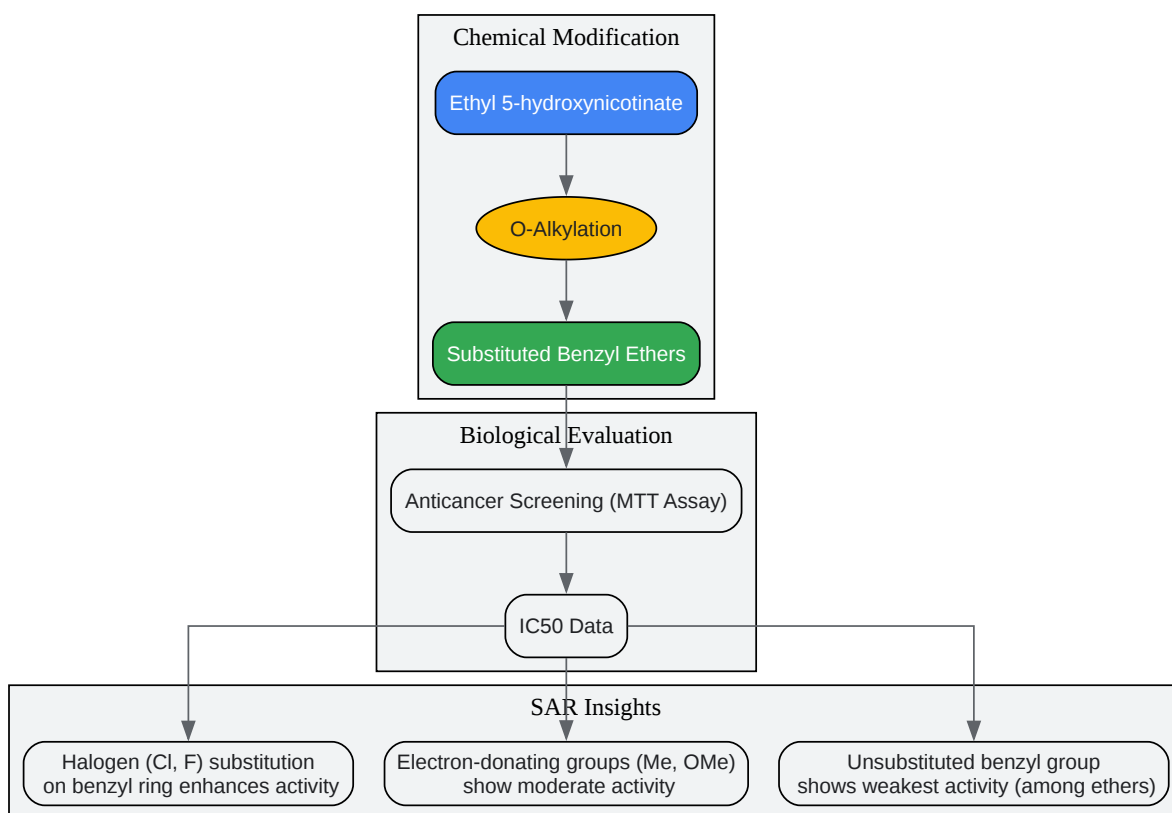 Chemical Modification
Ethyl 5-hydroxynicotinate
O-Alkylation
Substituted Benzyl Ethers
Biological Evaluation
Anticancer Screening (MTT Assay)
IC50 Data
SAR Insights
Halogen (Cl, F) substitution
on benzyl ring enhances activity
Electron-donating groups (Me, OMe)
show moderate activity
Unsubstituted benzyl group
shows weakest activity (among ethers)